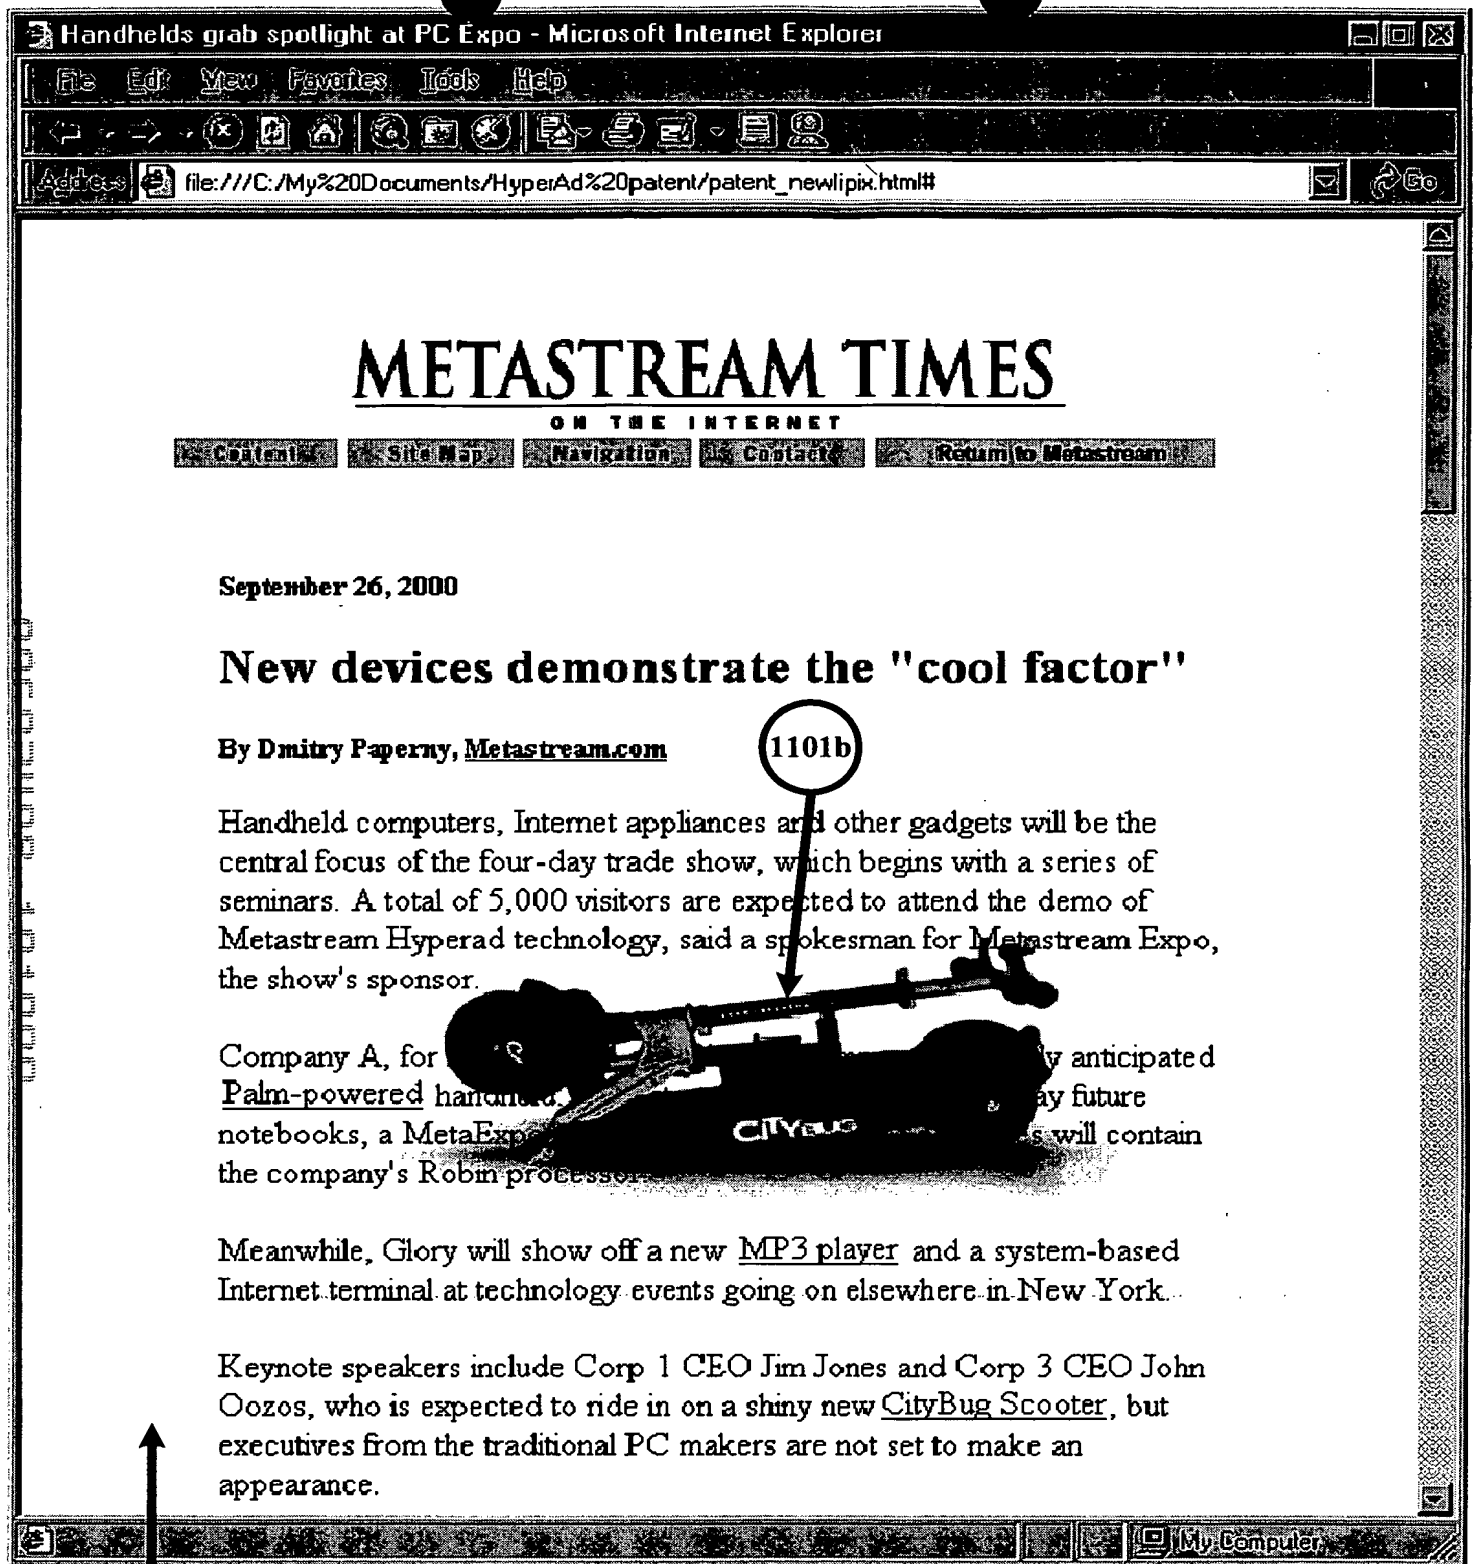 Handhelds grab spotlight at PC Expo - Microsoft Internet Explorer
File Edit View Favorites Tools Help
Address file:///C:/My%20Documents/HyperAd%20patent/patent_newlipix.html# Go
METASTREAM TIMES
ON THE INTERNET
Contents Site Map Navigation Contacts Return to Metastream
September 26, 2000
New devices demonstrate the "cool factor"
By Dmitry Paperny, Metastream.com
1101b
Handheld computers, Internet appliances and other gadgets will be the
central focus of the four-day trade show, which begins with a series of
seminars. A total of 5,000 visitors are expected to attend the demo of
Metastream Hyperad technology, said a spokesman for Metastream Expo,
the show's sponsor.
Company A, for anticipated
Palm-powered handheld future
notebooks, a MetaExpo CITYBUG will contain
the company's Robin processor
Meanwhile, Glory will show off a new MP3 player and a system-based
Internet terminal at technology events going on elsewhere in New York.
Keynote speakers include Corp 1 CEO Jim Jones and Corp 3 CEO John
Oozos, who is expected to ride in on a shiny new CityBug Scooter, but
executives from the traditional PC makers are not set to make an
appearance.
My Computer